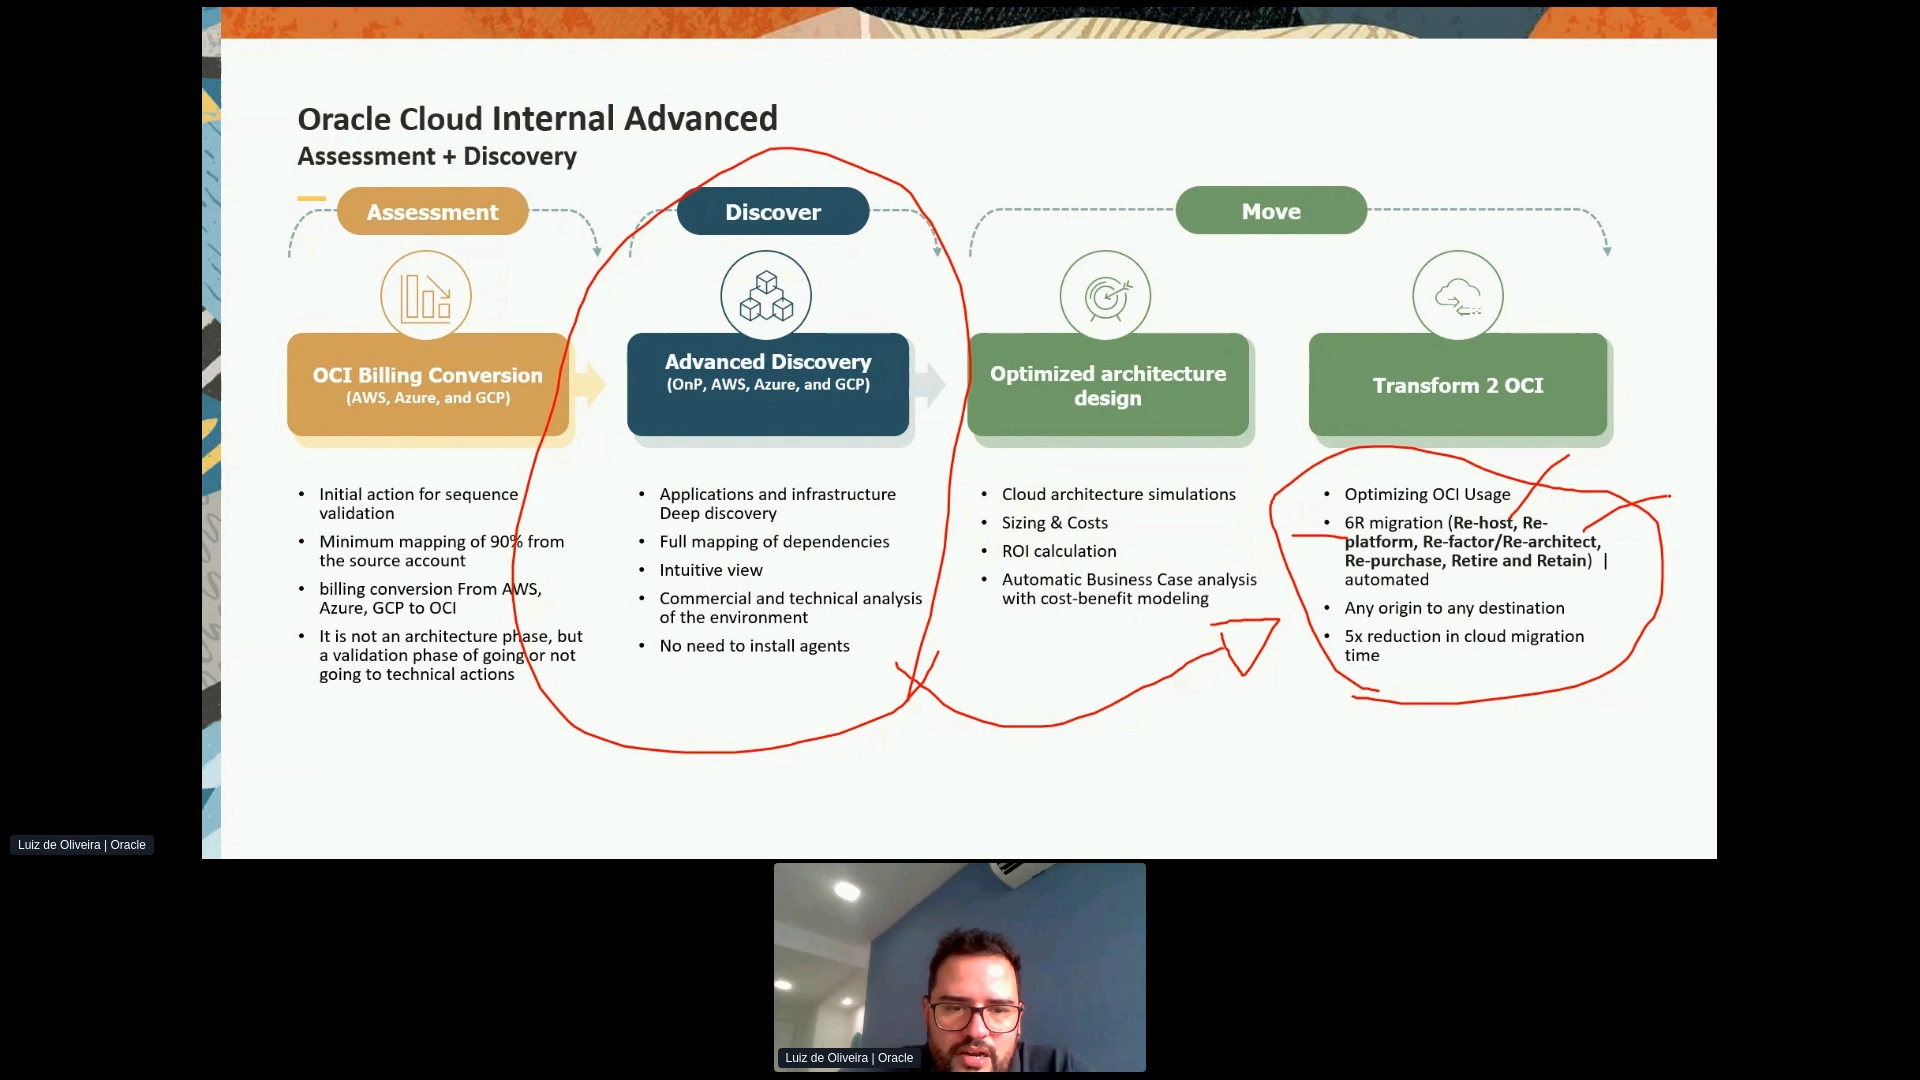 Oracle Cloud Internal Advanced
Assessment + Discovery
Assessment
OCI Billing Conversion
(AWS, Azure, and GCP)
• Initial action for sequence
validation
• Minimum mapping of 90% from
the source account
• billing conversion From AWS,
Azure, GCP to OCI
• It is not an architecture phase, but
a validation phase of going or not
going to technical actions
Discover
Advanced Discovery
(OnP, AWS, Azure, and GCP)
• Applications and infrastructure
Deep discovery
• Full mapping of dependencies
• Intuitive view
• Commercial and technical analysis
of the environment
• No need to install agents
Move
Optimized architecture
design
• Cloud architecture simulations
• Sizing & Costs
• ROI calculation
• Automatic Business Case analysis
with cost-benefit modeling
Transform 2 OCI
• Optimizing OCI Usage
• 6R migration (Re-host, Re-
platform, Re-factor/Re-architect,
Re-purchase, Retire and Retain) |
automated
• Any origin to any destination
• 5x reduction in cloud migration
time
Luiz de Oliveira | Oracle
Luiz de Oliveira | Oracle